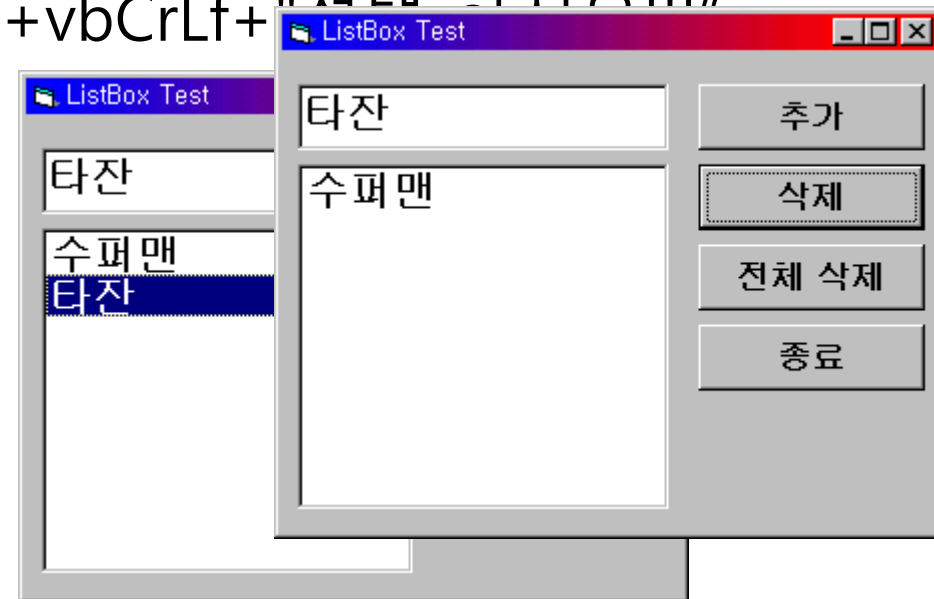 +vbCrLf+"
ListBox Test
타잔
수퍼맨
타잔
ListBox Test
타잔
수퍼맨
추가
삭제
전체 삭제
종료